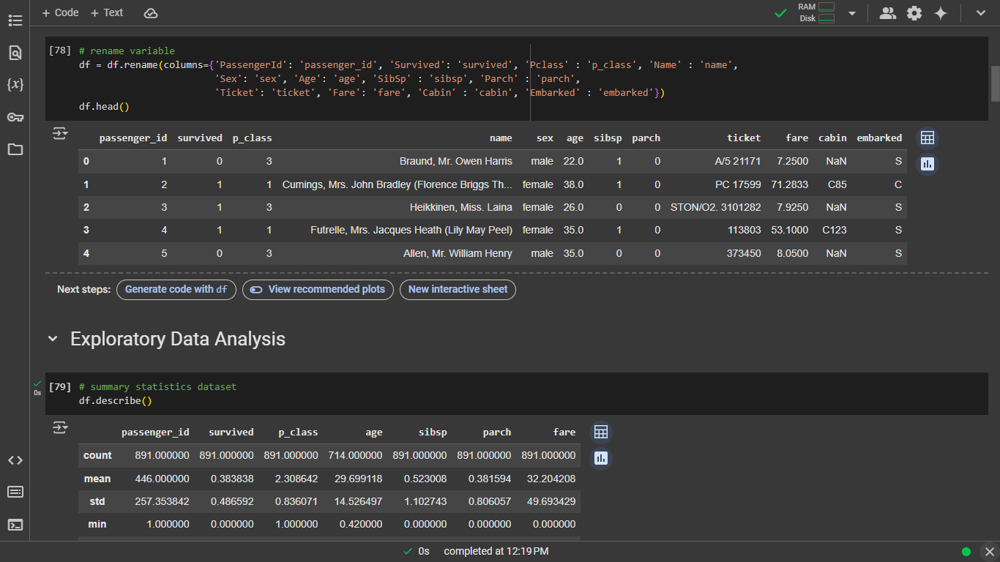 + Code + Text
RAM
Disk
[78] # rename variable
df = df.rename(columns={'PassengerId': 'passenger_id', 'Survived': 'survived', 'Pclass' : 'p_class', 'Name' : 'name',
'Sex': 'sex', 'Age': 'age', 'SibSp' : 'sibsp', 'Parch' : 'parch',
'Ticket': 'ticket', 'Fare': 'fare', 'Cabin' : 'cabin', 'Embarked' : 'embarked'})
df.head()
passenger_id survived p_class name sex age sibsp parch ticket fare cabin embarked
0 1 0 3 Braund, Mr. Owen Harris male 22.0 1 0 A/5 21171 7.2500 NaN S
1 2 1 1 Cumings, Mrs. John Bradley (Florence Briggs Th... female 38.0 1 0 PC 17599 71.2833 C85 C
2 3 1 3 Heikkinen, Miss. Laina female 26.0 0 0 STON/O2. 3101282 7.9250 NaN S
3 4 1 1 Futrelle, Mrs. Jacques Heath (Lily May Peel) female 35.0 1 0 113803 53.1000 C123 S
4 5 0 3 Allen, Mr. William Henry male 35.0 0 0 373450 8.0500 NaN S
Next steps: Generate code with df View recommended plots New interactive sheet
Exploratory Data Analysis
[79] # summary statistics dataset
0s
df.describe()
passenger_id survived p_class age sibsp parch fare
count 891.000000 891.000000 891.000000 714.000000 891.000000 891.000000 891.000000
mean 446.000000 0.383838 2.308642 29.699118 0.523008 0.381594 32.204208
std 257.353842 0.486592 0.836071 14.526497 1.102743 0.806057 49.693429
min 1.000000 0.000000 1.000000 0.420000 0.000000 0.000000 0.000000
0s completed at 12:19 PM